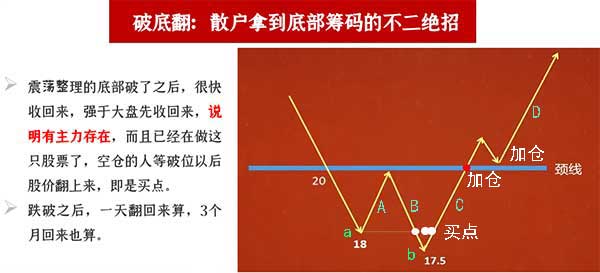 破底翻：散户拿到底部筹码的不二绝招
震荡整理的底部破了之后，很快
收回来，强于大盘先收回来，说
明有主力存在，而且已经在做这
只股票了，空仓的人等破位以后
股价翻上来，即是买点。
跌破之后，一天翻回来算，3个
月回来也算。
D
加仓
颈线
20
加仓
A
B
C
a
买点
18
b
17.5